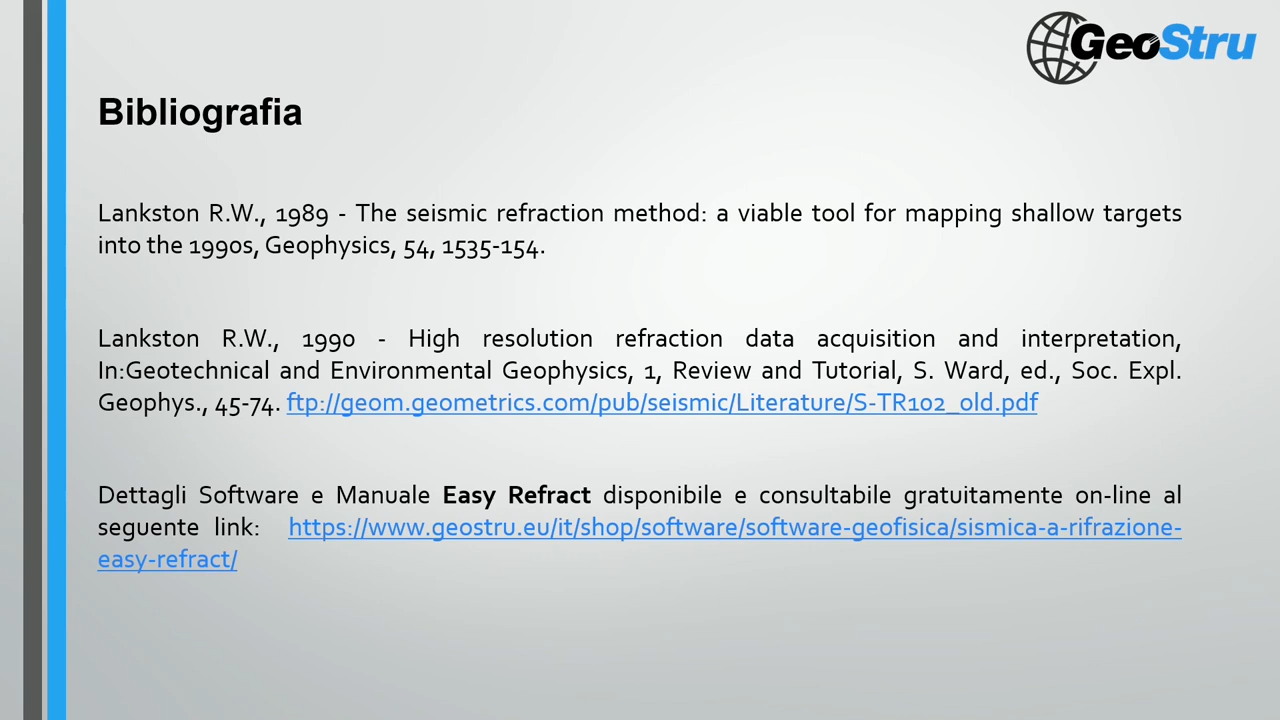 GeoStru
Bibliografia
Lankston R.W., 1989 - The seismic refraction method: a viable tool for mapping shallow targets
into the 1990s, Geophysics, 54, 1535-154.
Lankston R.W., 1990 - High resolution refraction data acquisition and interpretation,
In:Geotechnical and Environmental Geophysics, 1, Review and Tutorial, S. Ward, ed., Soc. Expl.
Geophys., 45-74. ftp://geom.geometrics.com/pub/seismic/Literature/S-TR102_old.pdf
Dettagli Software e Manuale Easy Refract disponibile e consultabile gratuitamente on-line al
seguente link: https://www.geostru.eu/it/shop/software/software-geofisica/sismica-a-rifrazione-
easy-refract/